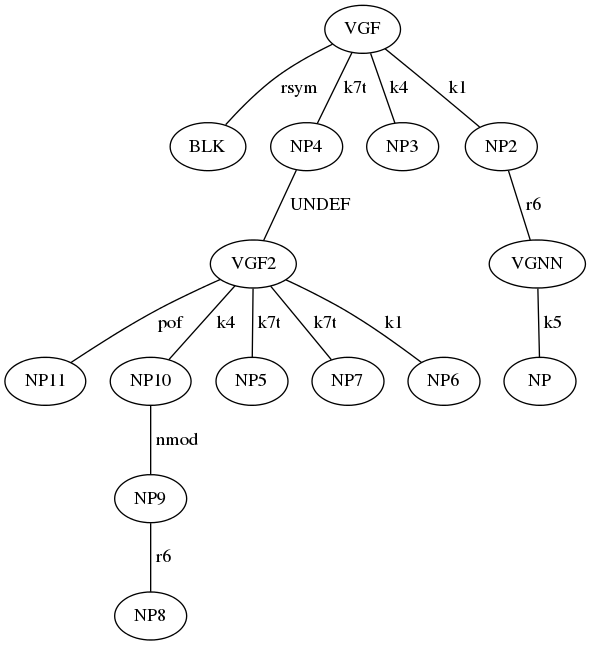 VGF
rsym k7t k4 k1
BLK NP4 NP3 NP2
UNDEF r6
VGF2 VGNN
pof k4 k7t k7t k1 k5
NP11 NP10 NP5 NP7 NP6 NP
nmod
NP9
r6
NP8